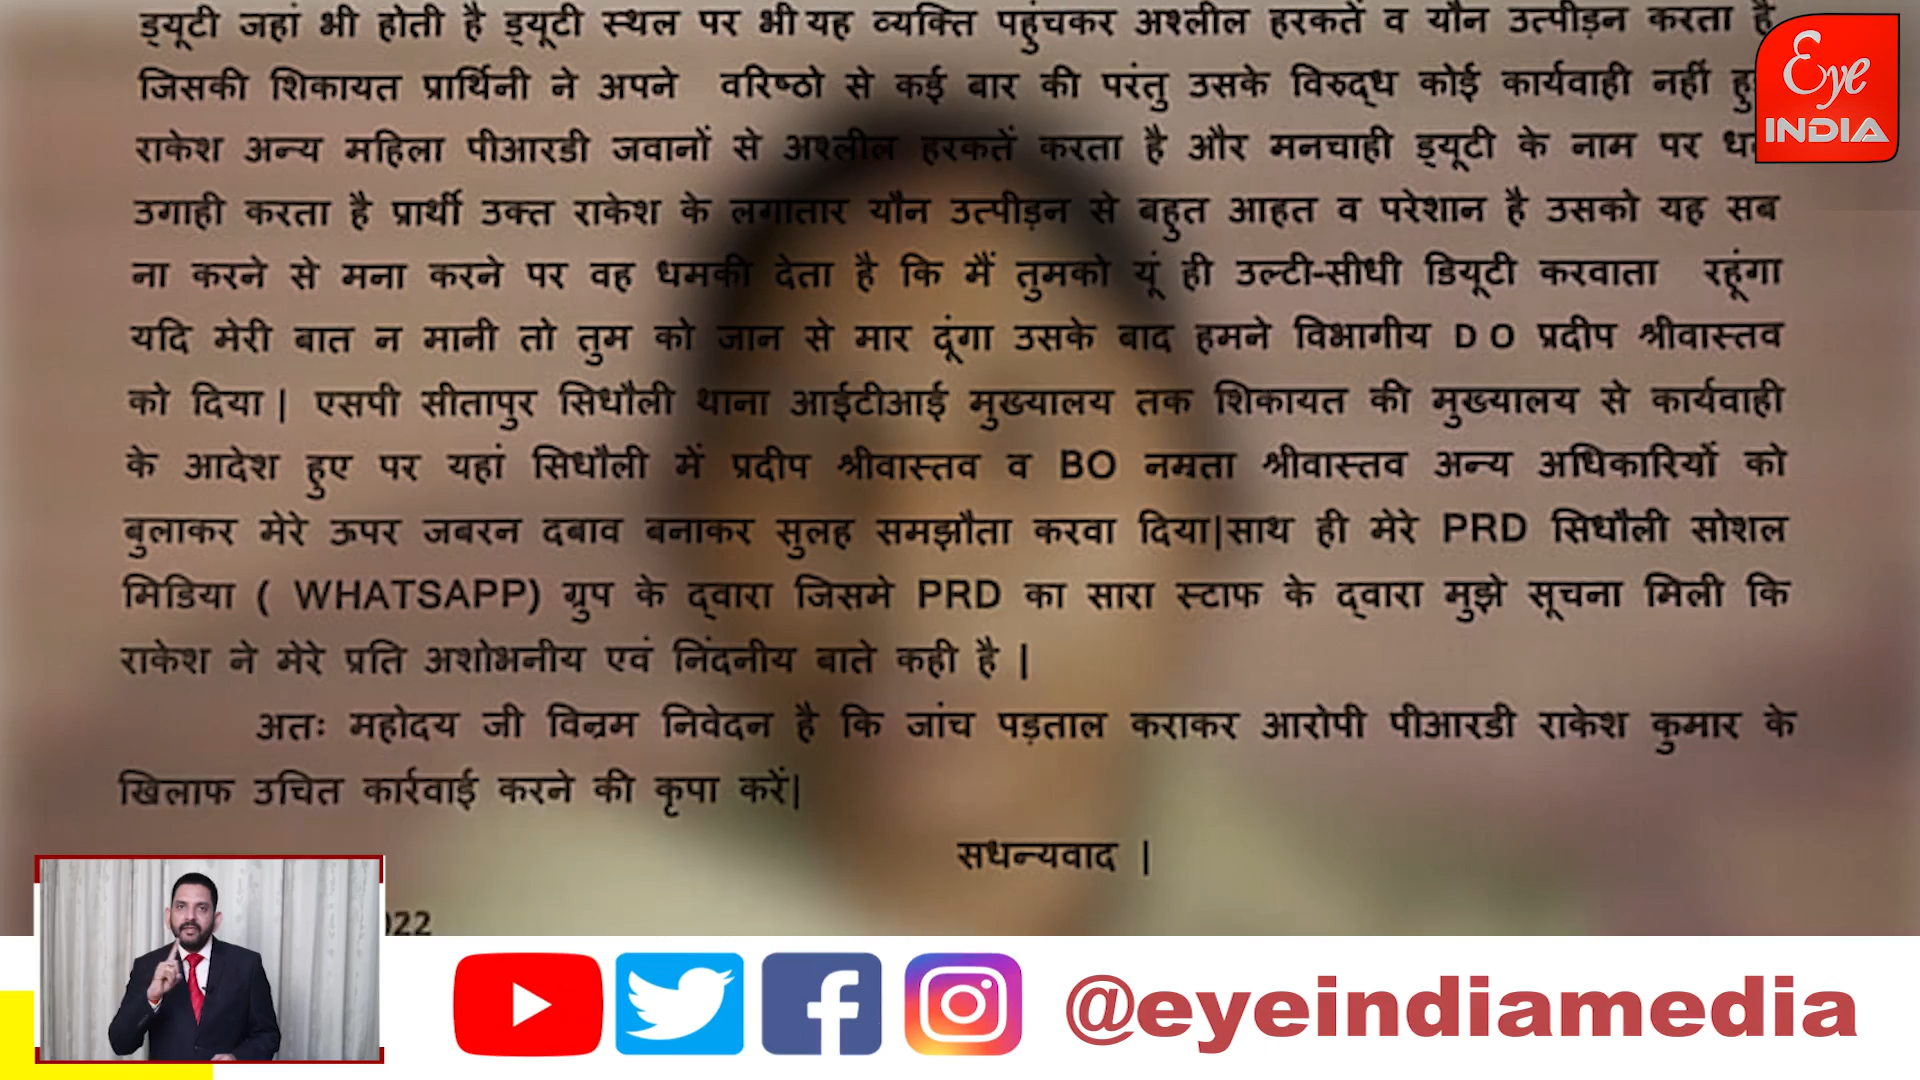 ड्यूटी जहां भी होती है ड्यूटी स्थल पर भी यह व्यक्ति पहुंचकर अश्लील हरकतें व यौन उत्पीड़न करता है
जिसकी शिकायत प्रार्थिनी ने अपने वरिष्ठो से कई बार की परंतु उसके विरुद्ध कोई कार्यवाही नहीं
राकेश अन्य महिला पीआरडी जवानों से अश्लील हरकतें करता है और मनचाही ड्यूटी के नाम पर
उगाही करता है प्रार्थी उक्त राकेश के लगातार यौन उत्पीड़न से बहुत आहत व परेशान है उसको यह सब
ना करने से मना करने पर वह धमकी देता है कि मैं तुमको यूं ही उल्टी-सीधी डियूटी करवाता रहूंगा
यदि मेरी बात न मानी तो तुम को जान से मार दूंगा उसके बाद हमने विभागीय D O प्रदीप श्रीवास्तव
को दिया| एसपी सीतापुर सिधौली थाना आईटीआई मुख्यालय तक शिकायत की मुख्यालय से कार्यवाही
के आदेश हुए पर यहां सिधौली में प्रदीप श्रीवास्तव व BO नम्रता श्रीवास्तव अन्य अधिकारियों को
बुलाकर मेरे ऊपर जबरन दबाव बनाकर सुलह समझौता करवा दिया|साथ ही मेरे PRD सिधौली सोशल
मिडिया ( WHATSAPP) ग्रुप के द्वारा जिसमे PRD का सारा स्टाफ के द्वारा मुझे सूचना मिली कि
राकेश ने मेरे प्रति अशोभनीय एवं निंदनीय बाते कही है |
अतः महोदय जी विन्रम निवेदन है कि जांच पड़ताल कराकर आरोपी पीआरडी राकेश कुमार के
खिलाफ उचित कार्रवाई करने की कृपा करें|
सधन्यवाद |
22
Eye
INDIA
@eyeindiamedia